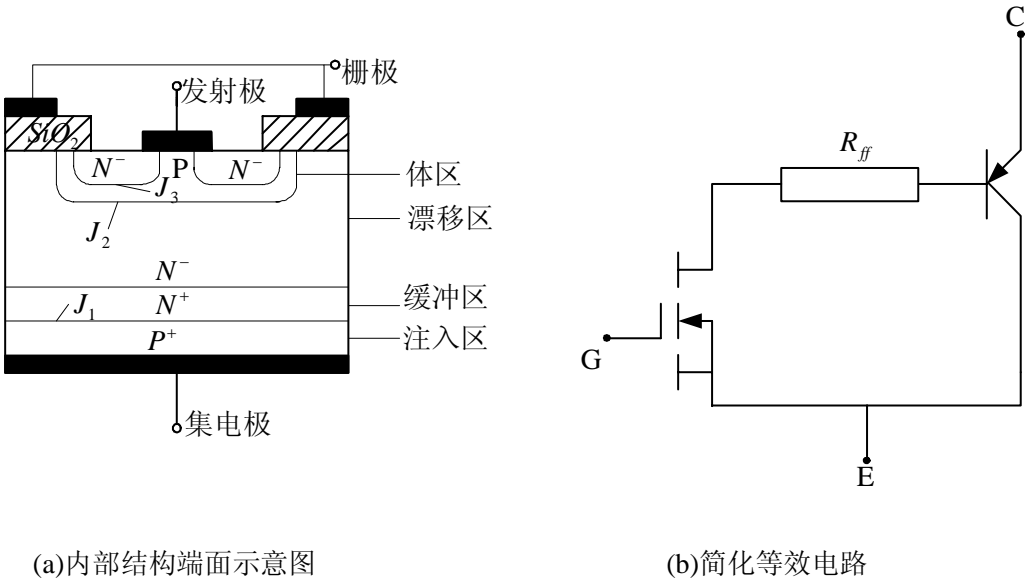 栅极
发射极
SiO₂
N⁻ P N⁻
J₃
体区
J₂
漂移区
N⁻
J₁ N⁺
缓冲区
P⁺
注入区
集电极
C
R_ff
G
E
(a)内部结构端面示意图
(b)简化等效电路